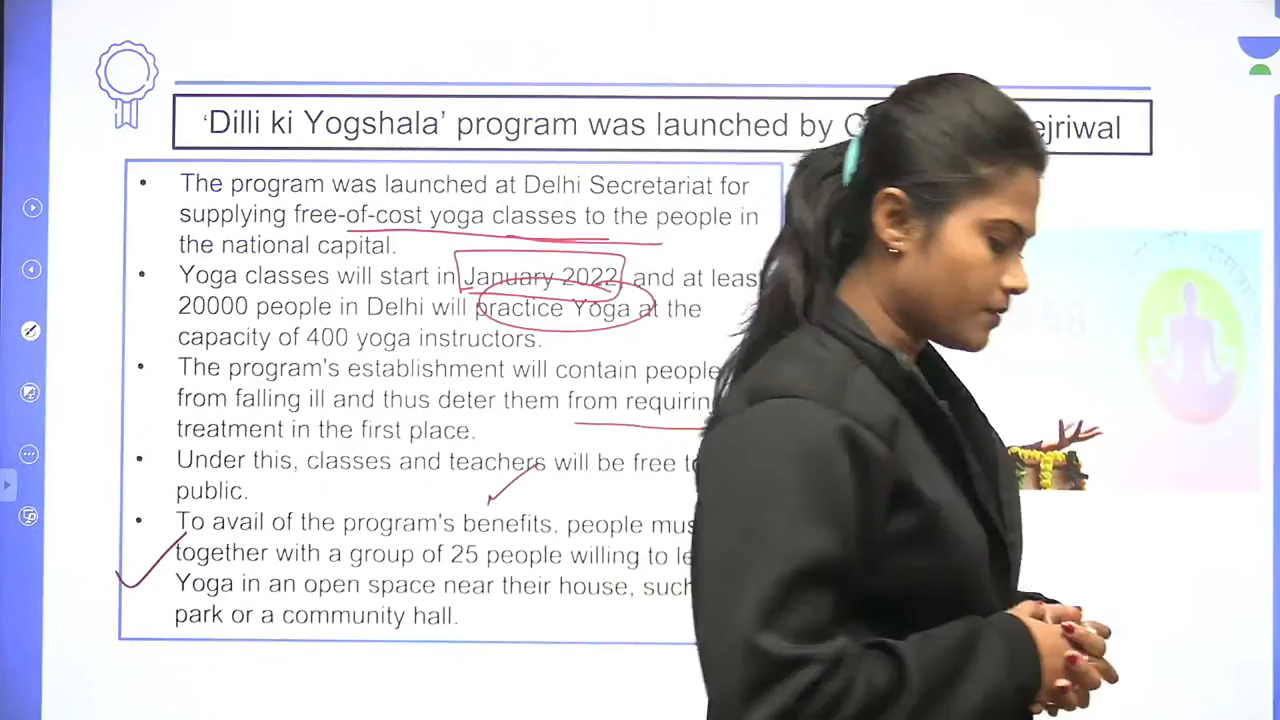 ‘Dilli ki Yogshala’ program was launched by C ejriwal
The program was launched at Delhi Secretariat for
supplying free-of-cost yoga classes to the people in
the national capital.
Yoga classes will start in January 2022 and at least
20000 people in Delhi will practice Yoga at the
capacity of 400 yoga instructors.
The program's establishment will contain people
from falling ill and thus deter them from requirin
treatment in the first place.
Under this, classes and teachers will be free t
public.
To avail of the program's benefits, people mus
together with a group of 25 people willing to le
Yoga in an open space near their house, such
park or a community hall.